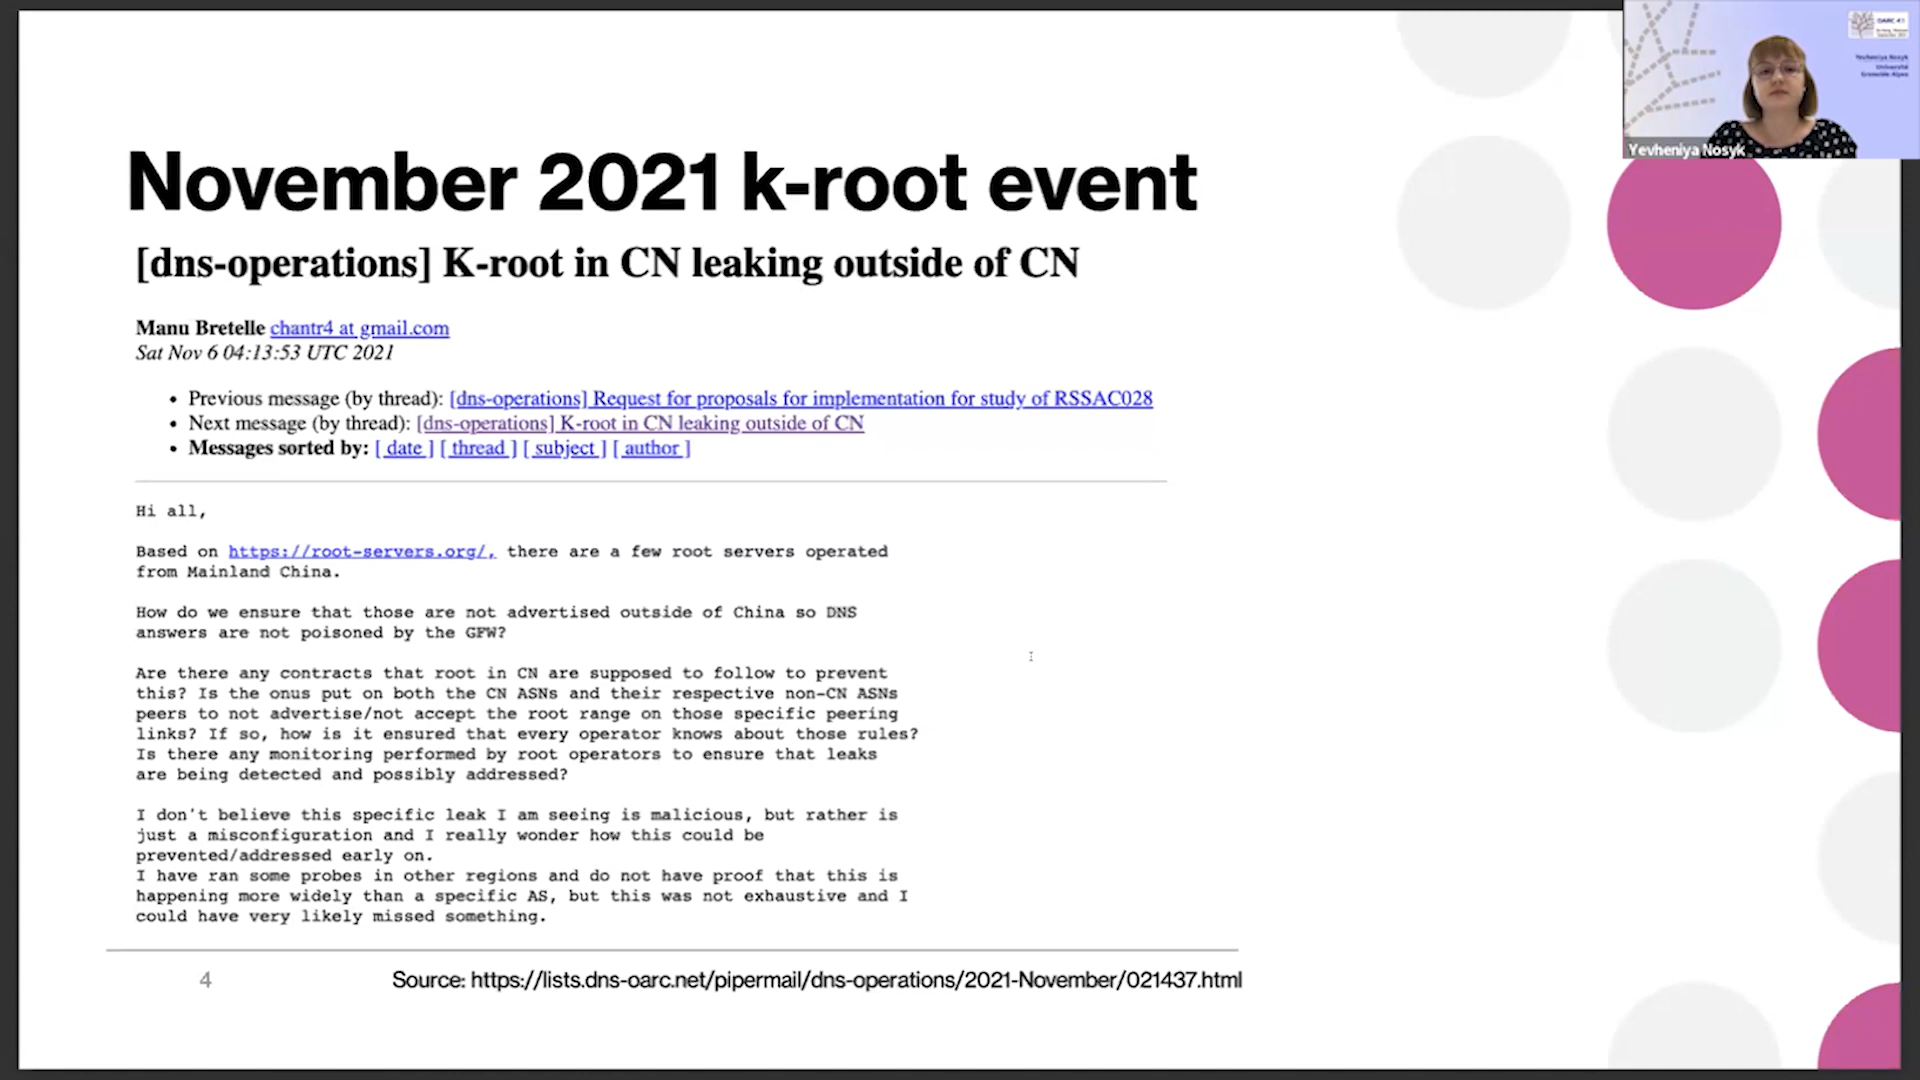 OARC 41
Yevheniya Nosyk
Université
Grenoble Alpes
Yevheniya Nosyk
November 2021 k-root event
[dns-operations] K-root in CN leaking outside of CN
Manu Bretelle chantr4 at gmail.com
Sat Nov 6 04:13:53 UTC 2021
• Previous message (by thread): [dns-operations] Request for proposals for implementation for study of RSSAC028
• Next message (by thread): [dns-operations] K-root in CN leaking outside of CN
• Messages sorted by: [ date ] [ thread ] [ subject ] [ author ]
Hi all,
Based on https://root-servers.org/, there are a few root servers operated
from Mainland China.
How do we ensure that those are not advertised outside of China so DNS
answers are not poisoned by the GFW?
Are there any contracts that root in CN are supposed to follow to prevent
this? Is the onus put on both the CN ASNs and their respective non-CN ASNs
peers to not advertise/not accept the root range on those specific peering
links? If so, how is it ensured that every operator knows about those rules?
Is there any monitoring performed by root operators to ensure that leaks
are being detected and possibly addressed?
I don't believe this specific leak I am seeing is malicious, but rather is
just a misconfiguration and I really wonder how this could be
prevented/addressed early on.
I have ran some probes in other regions and do not have proof that this is
happening more widely than a specific AS, but this was not exhaustive and I
could have very likely missed something.
4
Source: https://lists.dns-oarc.net/pipermail/dns-operations/2021-November/021437.html